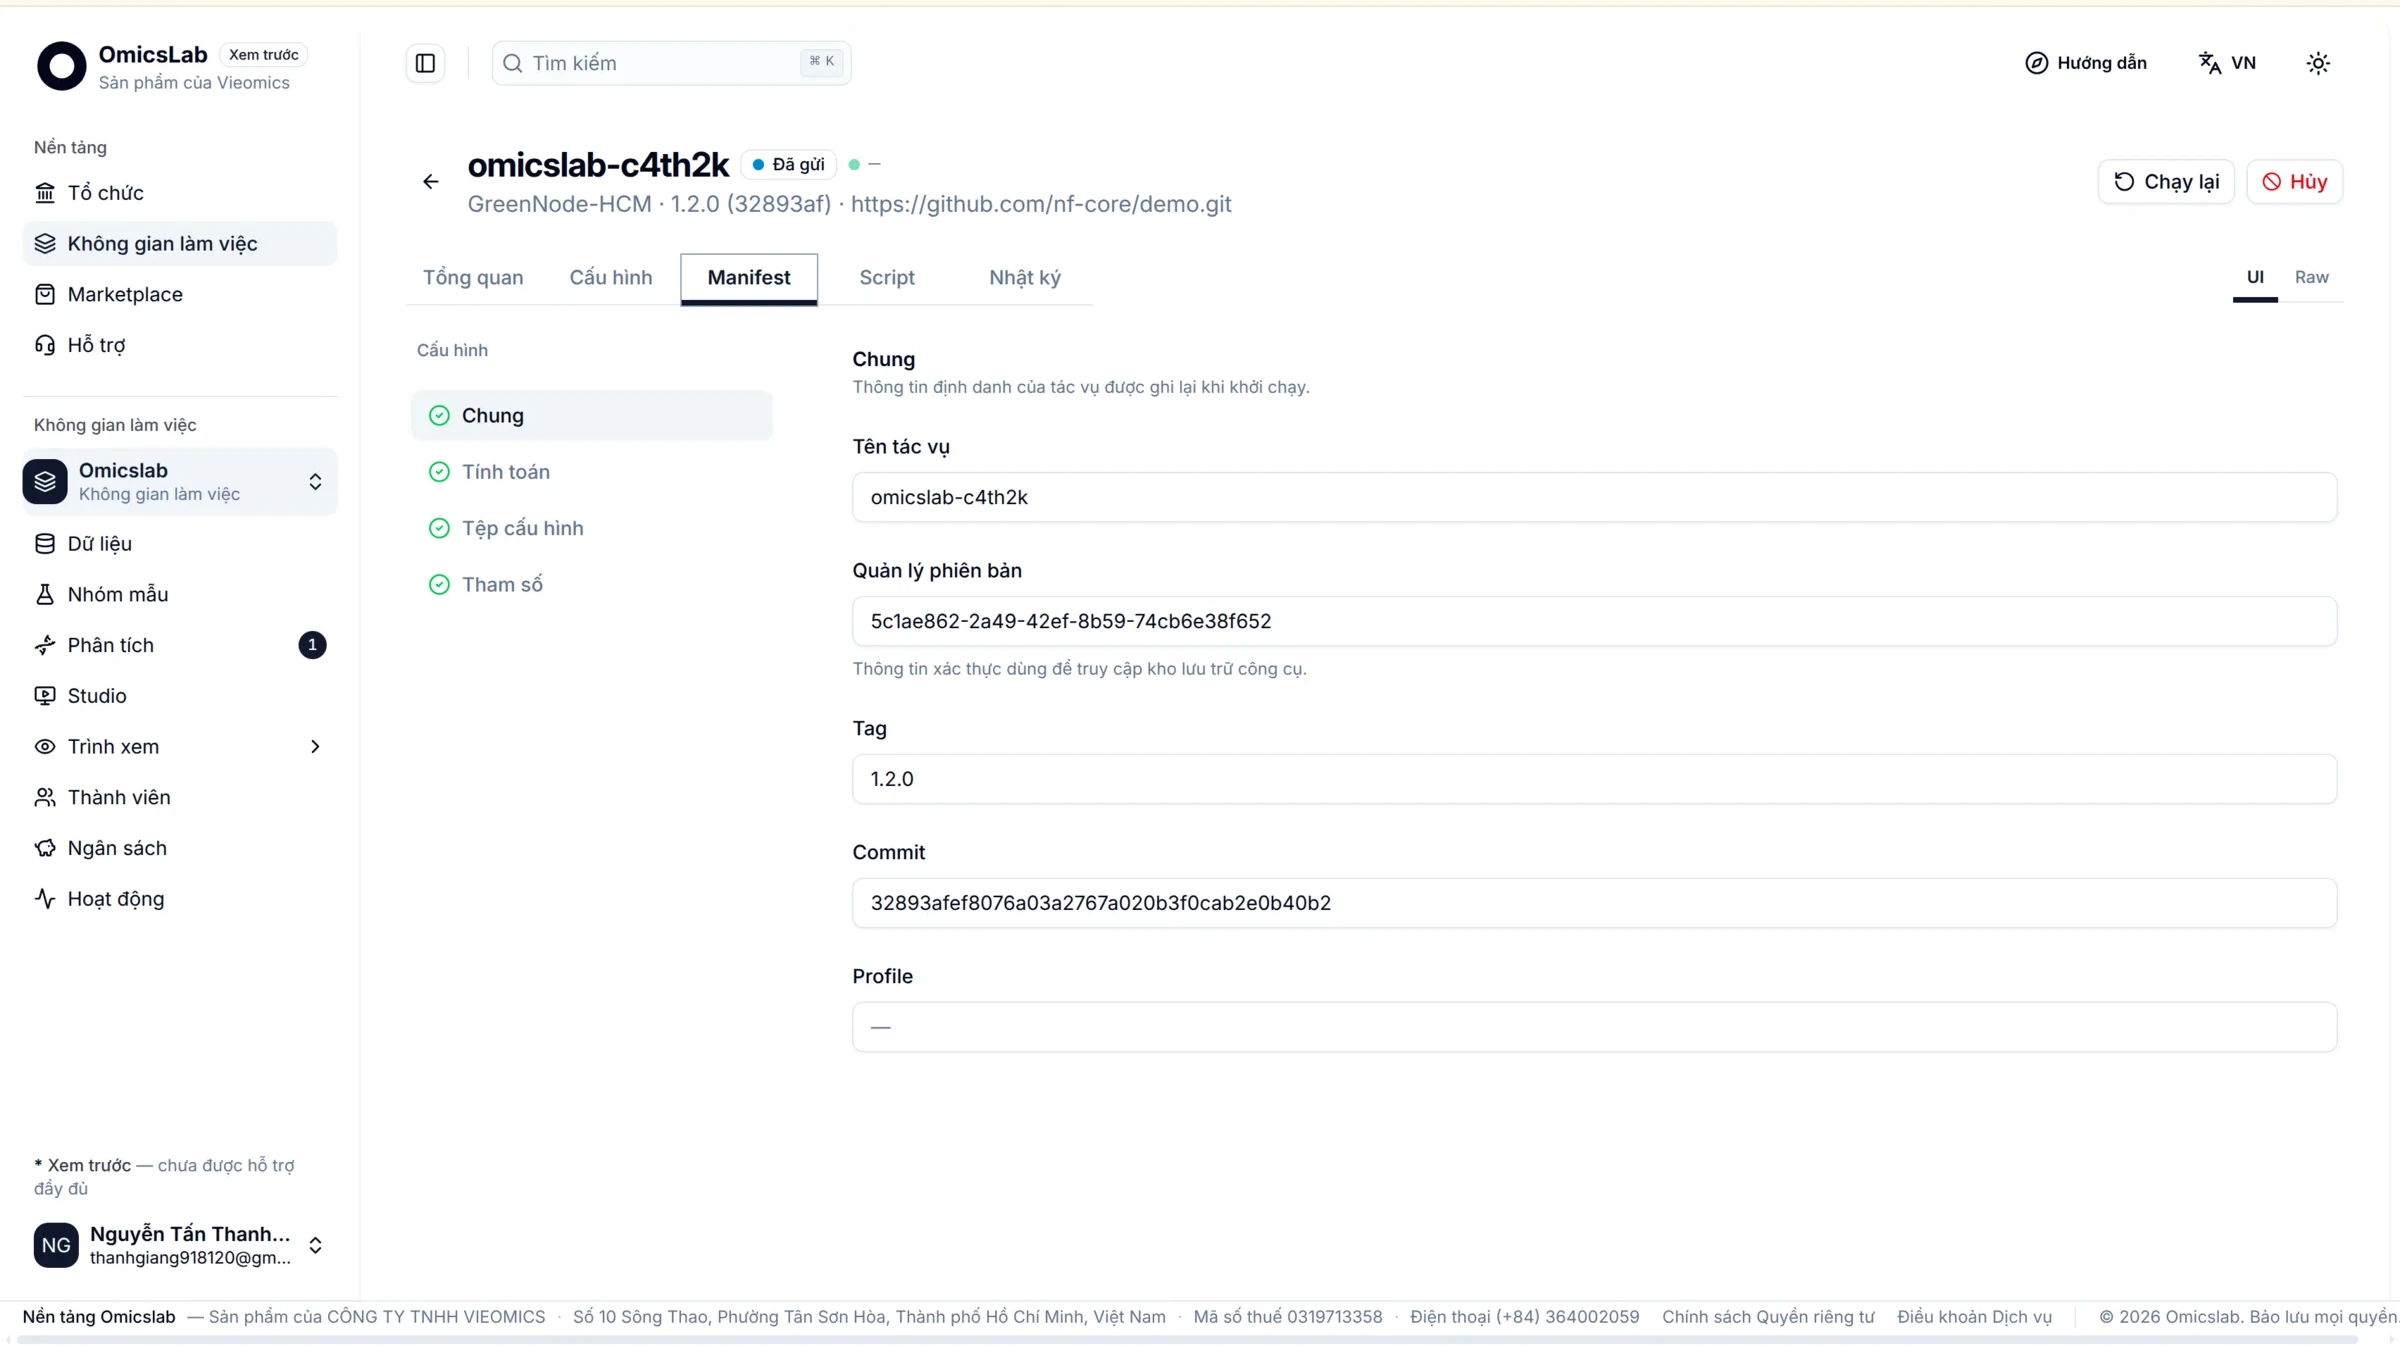 OmicsLab Xem trước
Sản phẩm của Vieomics
Nền tảng
Tổ chức
Không gian làm việc
Marketplace
Hỗ trợ
Không gian làm việc
Omicslab
Không gian làm việc
Dữ liệu
Nhóm mẫu
Phân tích 1
Studio
Trình xem
Thành viên
Ngân sách
Hoạt động
* Xem trước — chưa được hỗ trợ
đầy đủ
NG
Nguyễn Tấn Thanh...
thanhgiang918120@gm...
Tìm kiếm ⌘ K
Hướng dẫn
VN
omicslab-c4th2k Đã gửi —
GreenNode-HCM · 1.2.0 (32893af) · https://github.com/nf-core/demo.git
Chạy lại
Hủy
Tổng quan Cấu hình Manifest Script Nhật ký
UI Raw
Cấu hình
Chung
Tính toán
Tệp cấu hình
Tham số
Chung
Thông tin định danh của tác vụ được ghi lại khi khởi chạy.
Tên tác vụ
omicslab-c4th2k
Quản lý phiên bản
5c1ae862-2a49-42ef-8b59-74cb6e38f652
Thông tin xác thực dùng để truy cập kho lưu trữ công cụ.
Tag
1.2.0
Commit
32893afef8076a03a2767a020b3f0cab2e0b40b2
Profile
—
Nền tảng Omicslab — Sản phẩm của CÔNG TY TNHH VIEOMICS · Số 10 Sông Thao, Phường Tân Sơn Hòa, Thành phố Hồ Chí Minh, Việt Nam · Mã số thuế 0319713358 · Điện thoại (+84) 364002059 Chính sách Quyền riêng tư Điều khoản Dịch vụ © 2026 Omicslab. Bảo lưu mọi quyền.